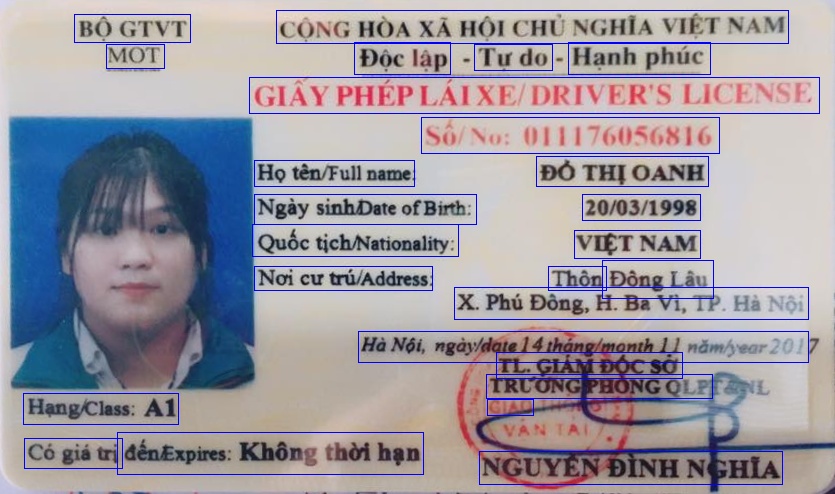 BỘ GTVT
MOT
CỘNG HÒA XÃ HỘI CHỦ NGHĨA VIỆT NAM
Độc lập - Tự do - Hạnh phúc
GIẤY PHÉP LÁI XE/ DRIVER'S LICENSE
Số/ No: 011176056816
Họ tên/Full name: ĐỖ THỊ OANH
Ngày sinh/Date of Birth: 20/03/1998
Quốc tịch/Nationality: VIỆT NAM
Nơi cư trú/Address: Thôn Đông Lâu
X. Phú Đông, H. Ba Vì, TP. Hà Nội
Hà Nội, ngày/date 14 tháng/month 11 năm/year 2017
TL. GIÁM ĐỐC SỞ
TRƯỞNG PHÒNG QLPT&NL
GIAO THÔNG
VẬN TẢI
Hạng/Class: A1
Có giá trị đến/Expires: Không thời hạn
NGUYỄN ĐÌNH NGHĨA